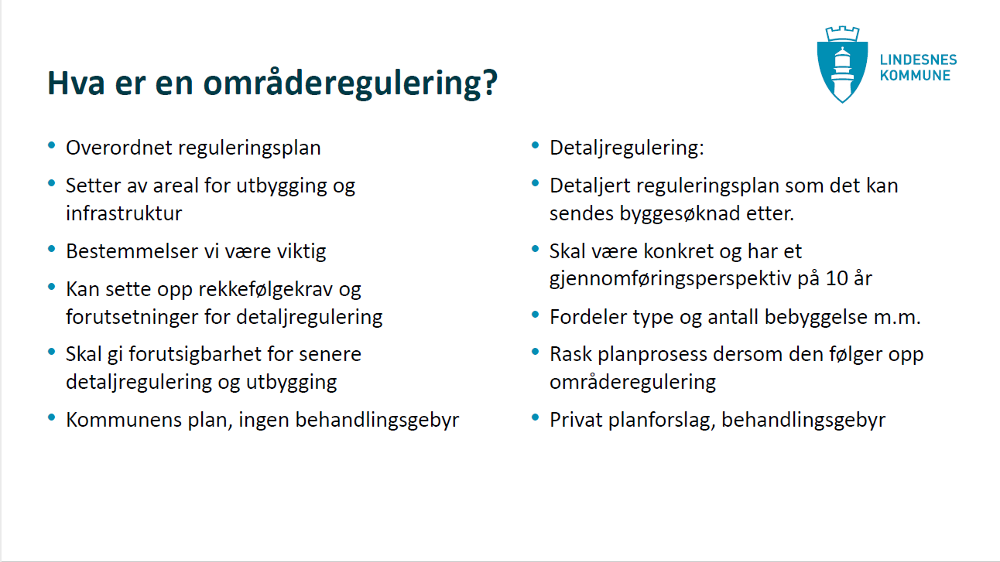 LINDESNES
KOMMUNE
Hva er en områderegulering?
• Overordnet reguleringsplan
• Setter av areal for utbygging og
infrastruktur
• Bestemmelser vi være viktig
• Kan sette opp rekkefølgekrav og
forutsetninger for detaljregulering
• Skal gi forutsigbarhet for senere
detaljregulering og utbygging
• Kommunens plan, ingen behandlingsgebyr
• Detaljregulering:
• Detaljert reguleringsplan som det kan
sendes byggesøknad etter.
• Skal være konkret og har et
gjennomføringsperspektiv på 10 år
• Fordeler type og antall bebyggelse m.m.
• Rask planprosess dersom den følger opp
områderegulering
• Privat planforslag, behandlingsgebyr